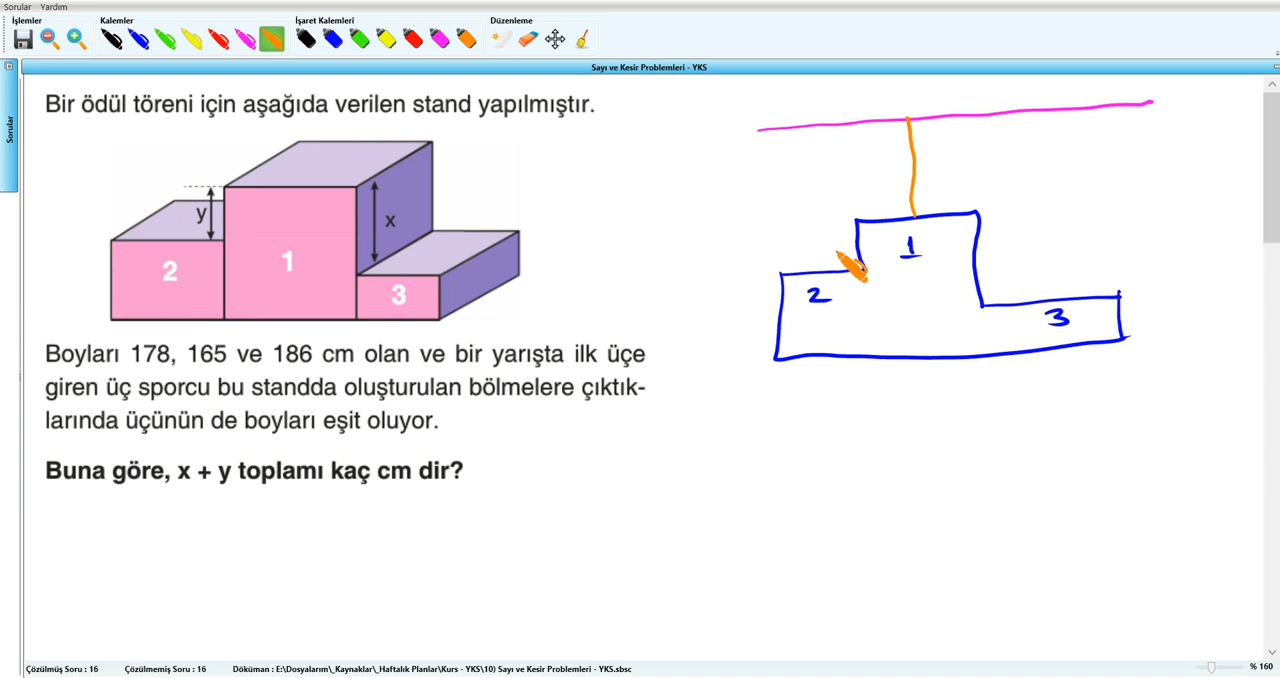 Sorular Yardım
İşlemler Kalemler İşaret Kalemleri Düzenleme
Sayı ve Kesir Problemleri - YKS
Sorular
Bir ödül töreni için aşağıda verilen stand yapılmıştır.
y
x
2
1
3
1
2
3
Boyları 178, 165 ve 186 cm olan ve bir yarışta ilk üçe
giren üç sporcu bu standda oluşturulan bölmelere çıktık-
larında üçünün de boyları eşit oluyor.
Buna göre, x + y toplamı kaç cm dir?
Çözülmüş Soru : 16 Çözülmemiş Soru : 16 Döküman : E:\Dosyalarım\_Kaynaklar\_Haftalık Planlar\Kurs - YKS\10) Sayı ve Kesir Problemleri - YKS.sbsc % 160